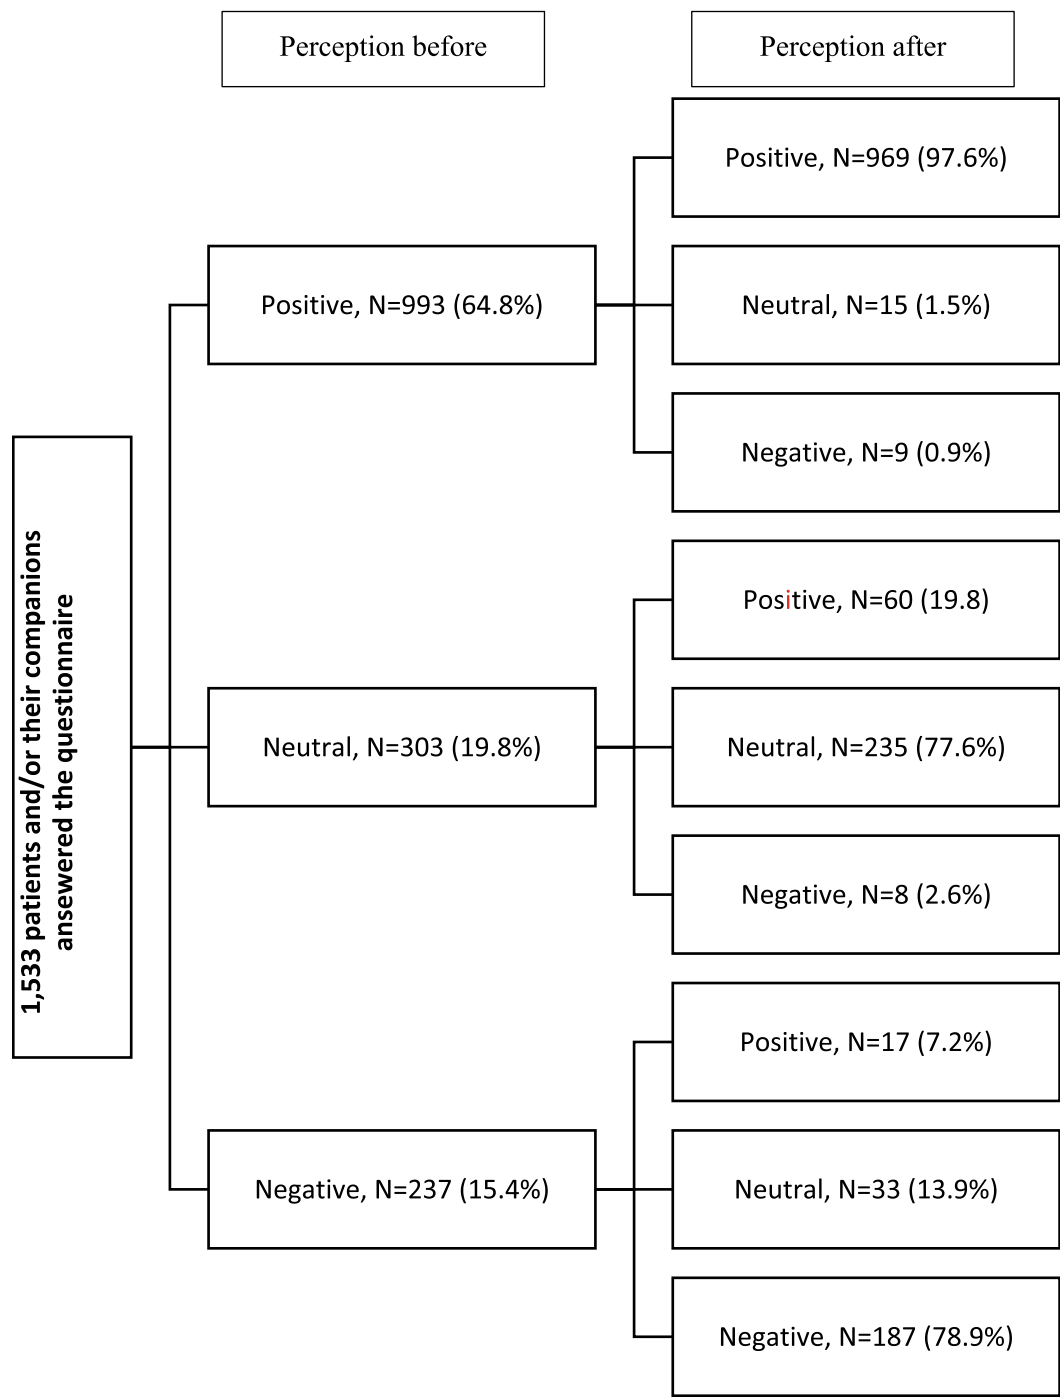 Perception before
Perception after
1,533 patients and/or their companions
ansewered the questionnaire
Positive, N=993 (64.8%)
Positive, N=969 (97.6%)
Neutral, N=15 (1.5%)
Negative, N=9 (0.9%)
Neutral, N=303 (19.8%)
Positive, N=60 (19.8)
Neutral, N=235 (77.6%)
Negative, N=8 (2.6%)
Negative, N=237 (15.4%)
Positive, N=17 (7.2%)
Neutral, N=33 (13.9%)
Negative, N=187 (78.9%)